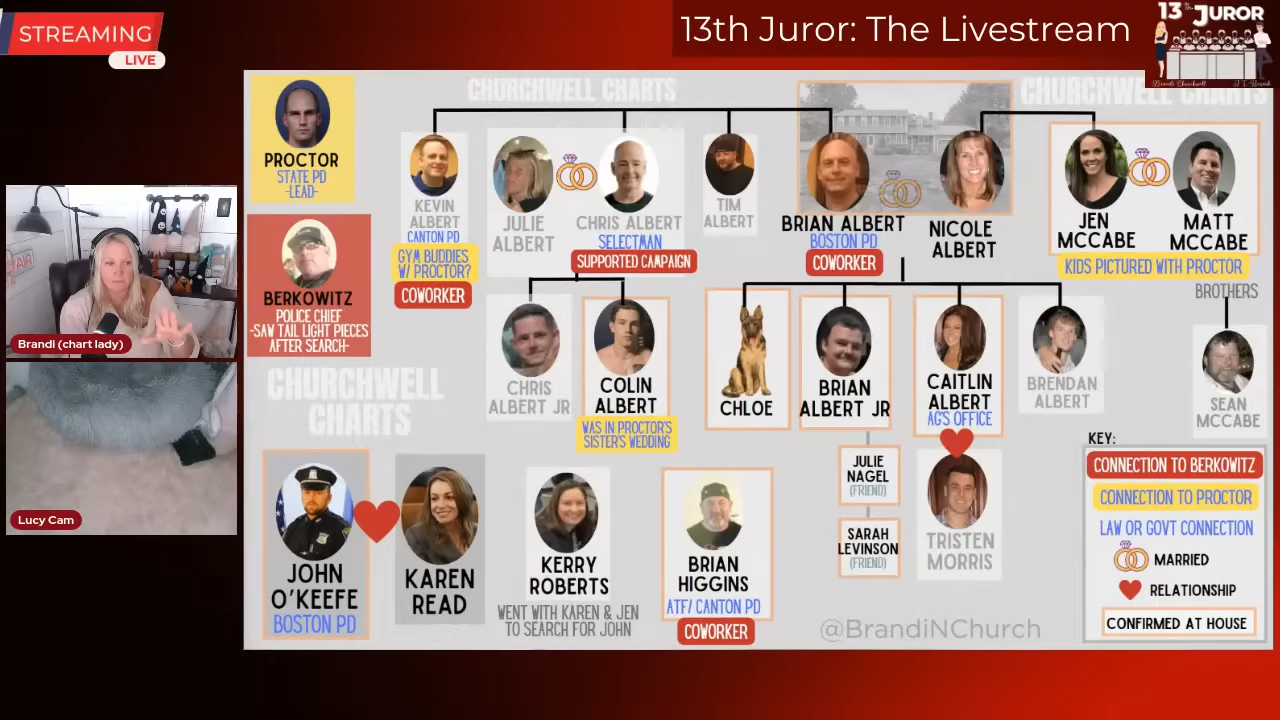 STREAMING
LIVE
13th Juror: The Livestream
13th JUROR
Brandi (chart lady)
Lucy Cam
CHURCHWELL CHARTS
CHURCHWELL CHARTS
PROCTOR
STATE PD
-LEAD-
KEVIN
ALBERT
CANTON PD
GYM BUDDIES
W/ PROCTOR?
COWORKER
JULIE
ALBERT
CHRIS ALBERT
SELECTMAN
SUPPORTED CAMPAIGN
TIM
ALBERT
BRIAN ALBERT
BOSTON PD
COWORKER
NICOLE
ALBERT
JEN
MCCABE
MATT
MCCABE
KIDS PICTURED WITH PROCTOR
BROTHERS
BERKOWITZ
POLICE CHIEF
-SAW TAIL LIGHT PIECES
AFTER SEARCH-
CHURCHWELL
CHARTS
CHRIS
ALBERT JR
COLIN
ALBERT
WAS IN PROCTOR'S
SISTER'S WEDDING
CHLOE
BRIAN
ALBERT JR
CAITLIN
ALBERT
AG'S OFFICE
BRENDAN
ALBERT
SEAN
MCCABE
JULIE
NAGEL
(FRIEND)
SARAH
LEVINSON
(FRIEND)
TRISTEN
MORRIS
JOHN
O'KEEFE
BOSTON PD
KAREN
READ
KERRY
ROBERTS
WENT WITH KAREN & JEN
TO SEARCH FOR JOHN
BRIAN
HIGGINS
ATF/ CANTON PD
COWORKER
@BrandiNChurch
KEY:
CONNECTION TO BERKOWITZ
CONNECTION TO PROCTOR
LAW OR GOVT CONNECTION
MARRIED
RELATIONSHIP
CONFIRMED AT HOUSE